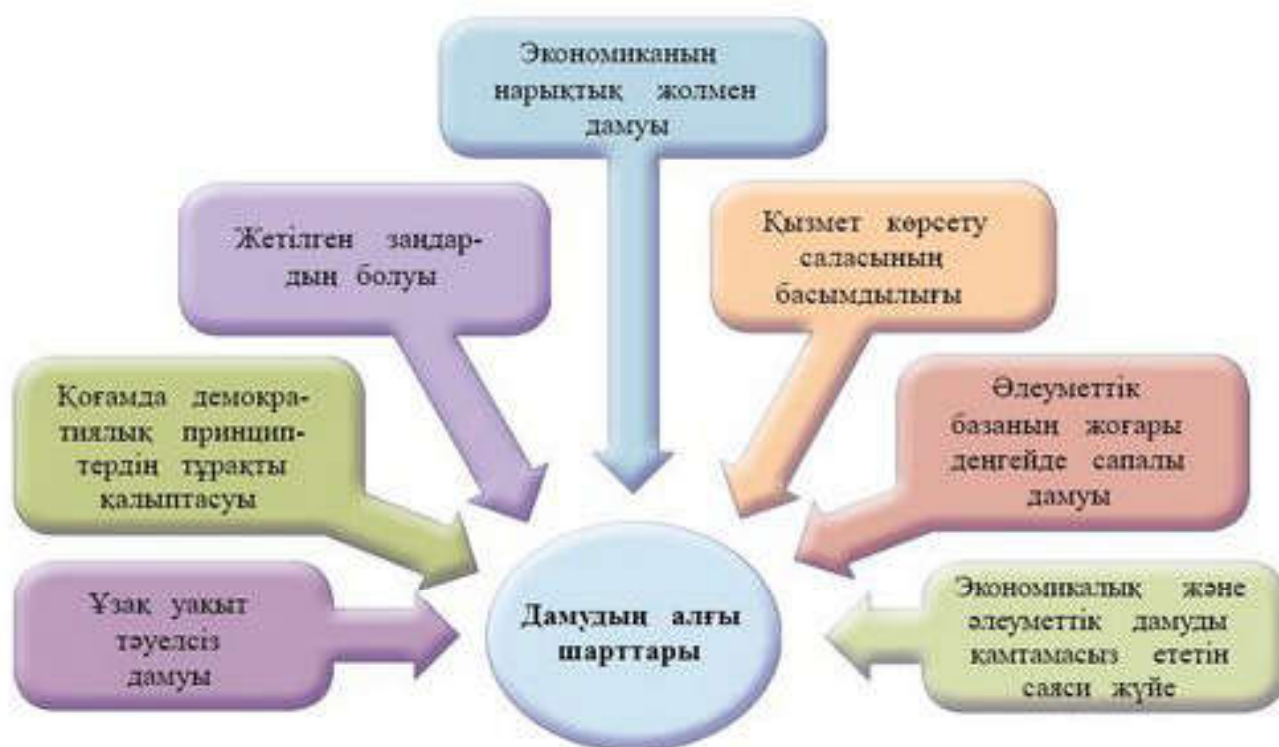 Экономиканың
нарықтық жолмен
дамуы
Жетілген заңдар-
дың болуы
Қызмет көрсету
саласының
басымдылығы
Қоғамда демокра-
тиялық принцип-
тердің тұрақты
қалыптасуы
Әлеуметтік
базаның жоғары
деңгейде сапалы
дамуы
Ұзақ уақыт
тәуелсіз
дамуы
Дамудың алғы
шарттары
Экономикалық және
әлеуметтік дамуды
қамтамасыз ететін
саяси жүйе